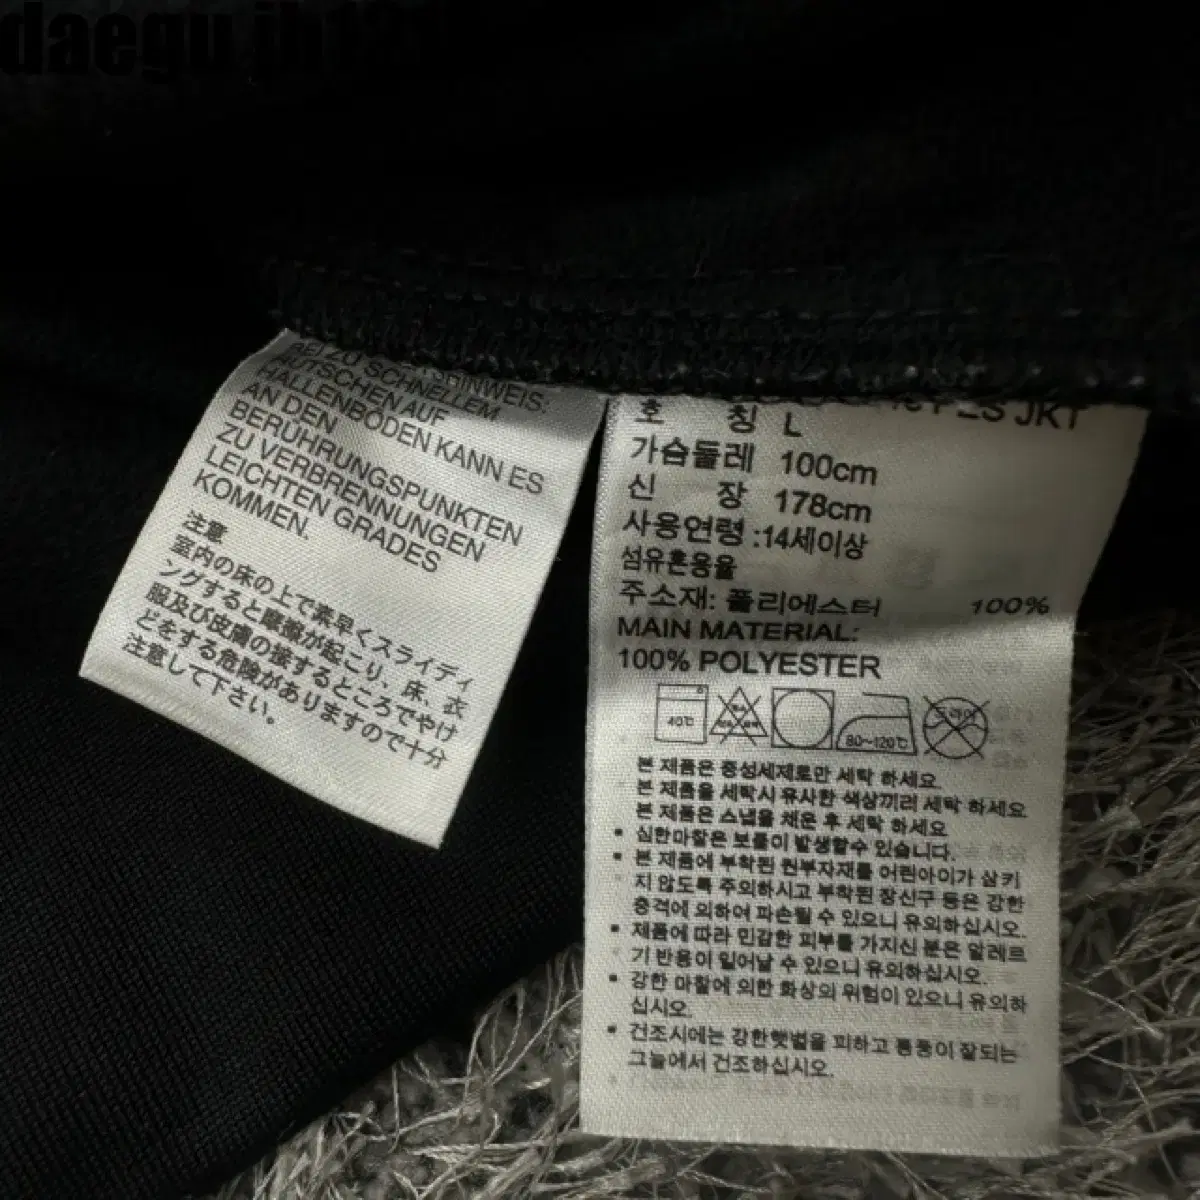 daegu jh131
HINWEIS:
BEI ZU SCHNELLEM
RUTSCHEN AUF
HALLENBÖDEN KANN ES
AN DEN
BERÜHRUNGSPUNKTEN
ZU VERBRENNUNGEN
LEICHTEN GRADES
KOMMEN.
注意
室内の床の上で素早くスライディ
ングすると摩擦が起こり、床、衣
服及び皮膚の接するところでやけ
どをする危険がありますので十分
注意して下さい。
PES JKT
호 칭 L
가슴둘레 100cm
신 장 178cm
사용연령 :14세이상
섬유혼용율
주소재: 폴리에스터 100%
MAIN MATERIAL:
100% POLYESTER
40℃
80~120℃
드라이
본 제품은 중성세제로만 세탁 하세요.
본 제품을 세탁시 유사한 색상끼리 세탁 하세요
본 제품은 스냅을 채운 후 세탁 하세요
• 심한마찰은 보풀이 발생할수 있습니다.
• 본 제품에 부착된 원부자재를 어린아이가 삼키
지 않도록 주의하시고 부착된 장신구 등은 강한
충격에 의하여 파손될 수 있으니 유의하십시오.
• 제품에 따라 민감한 피부를 가지신 분은 알레르
기 반응이 일어날 수 있으니 유의하십시오.
• 강한 마찰에 의한 화상의 위험이 있으니 유의하
십시오.
• 건조시에는 강한햇볕을 피하고 통풍이 잘되는
그늘에서 건조하십시오.